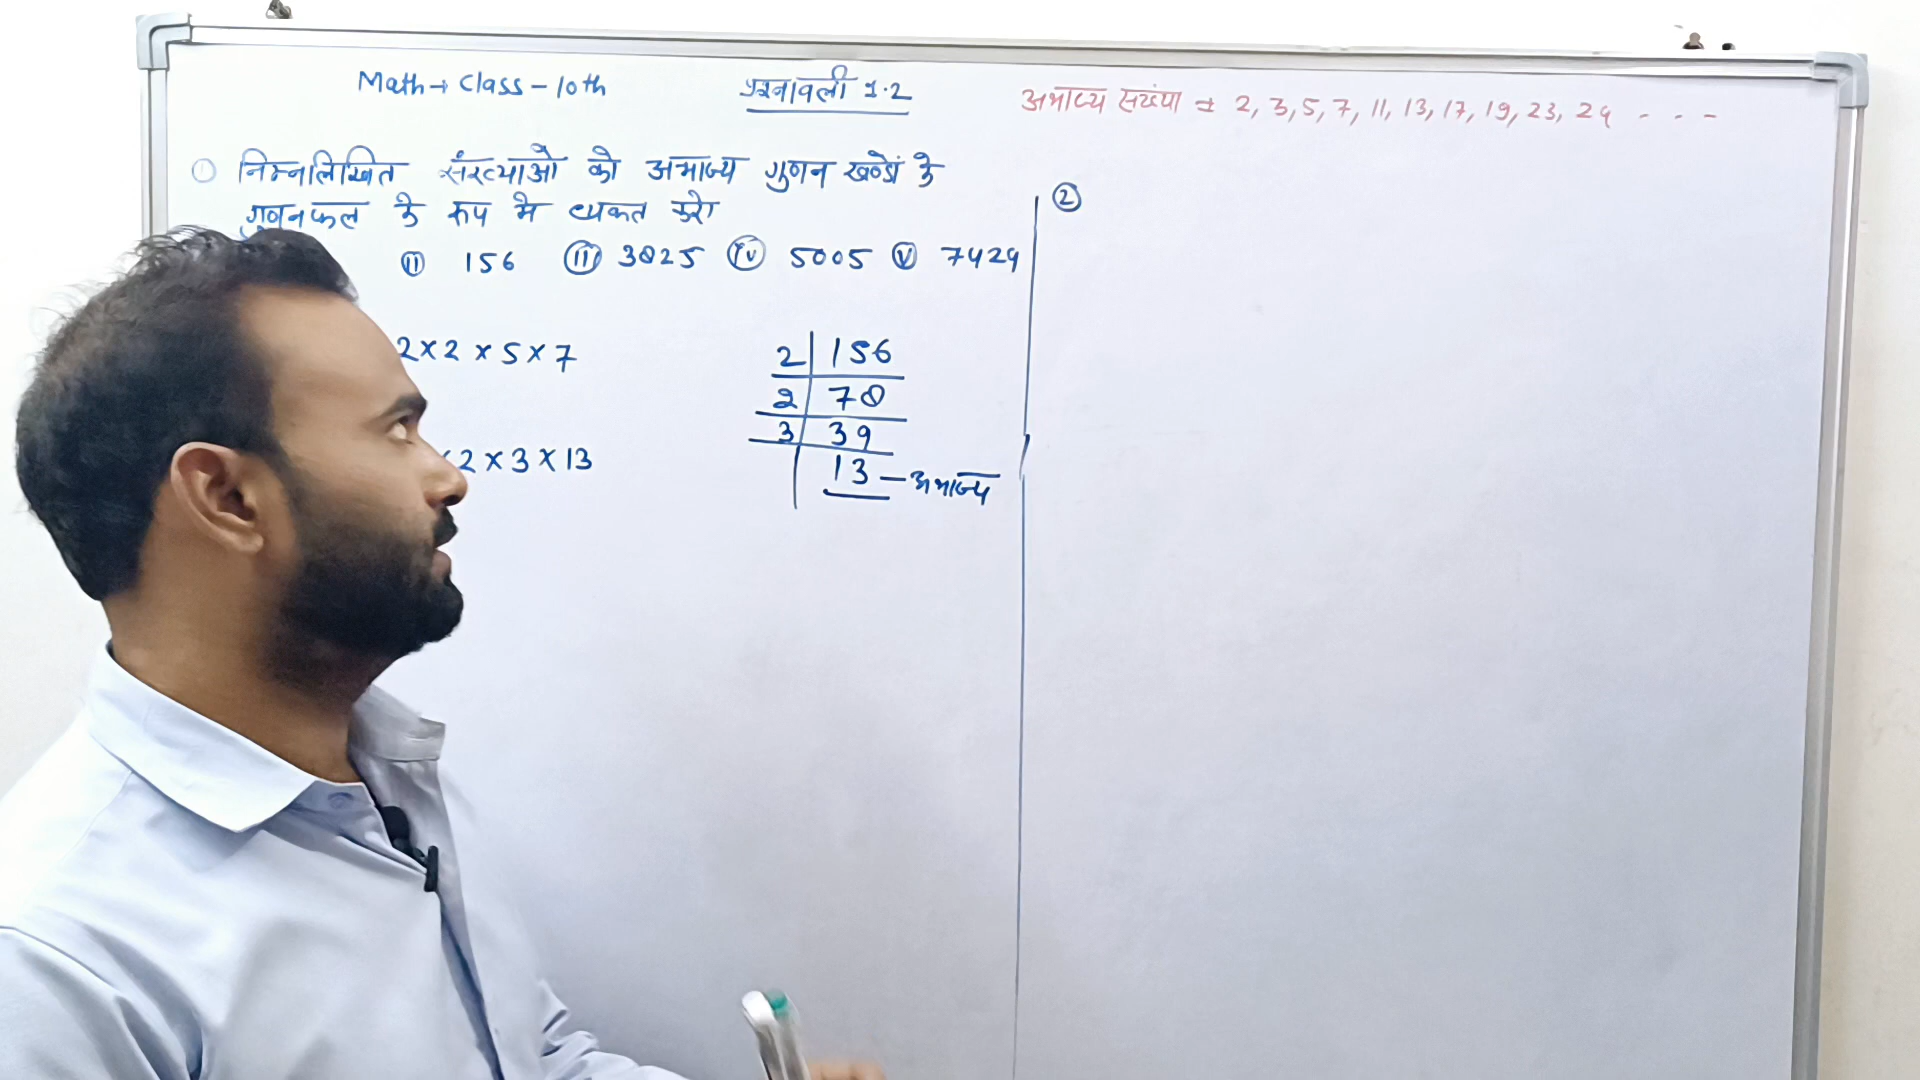 Math → Class - 10th
प्रश्नावली 1.2
अभाज्य संख्या = 2, 3, 5, 7, 11, 13, 17, 19, 23, 29 - - -
① निम्नलिखित संख्याओ को अभाज्य गुणन खण्डों के
गुणनफल के रूप मे व्यक्त करो
ⅱ 156 ⅲ 3825 ⅳ 5005 ⅴ 7429
2×2×5×7
2×3×13
2 | 156
2 | 78
3 | 39
| 13 — अभाज्य
②